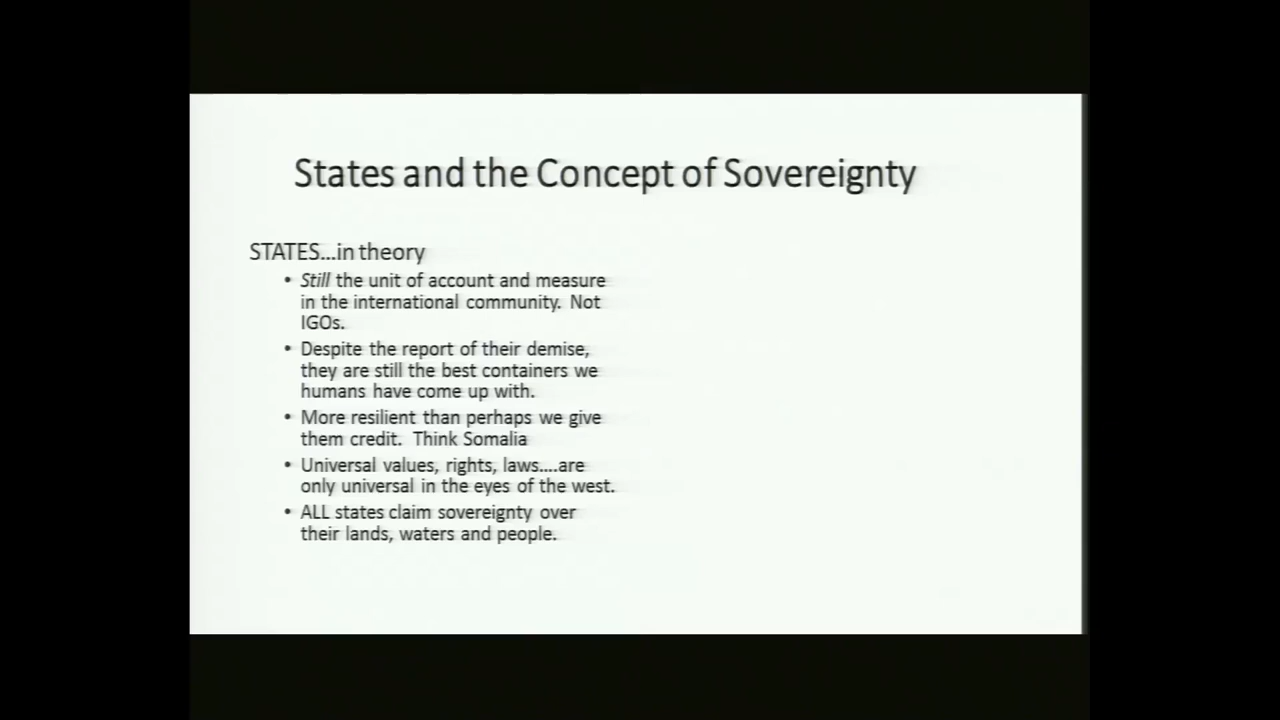 States and the Concept of Sovereignty
STATES...in theory
• Still the unit of account and measure
in the international community. Not
IGOs.
• Despite the report of their demise,
they are still the best containers we
humans have come up with.
• More resilient than perhaps we give
them credit. Think Somalia
• Universal values, rights, laws....are
only universal in the eyes of the west.
• ALL states claim sovereignty over
their lands, waters and people.